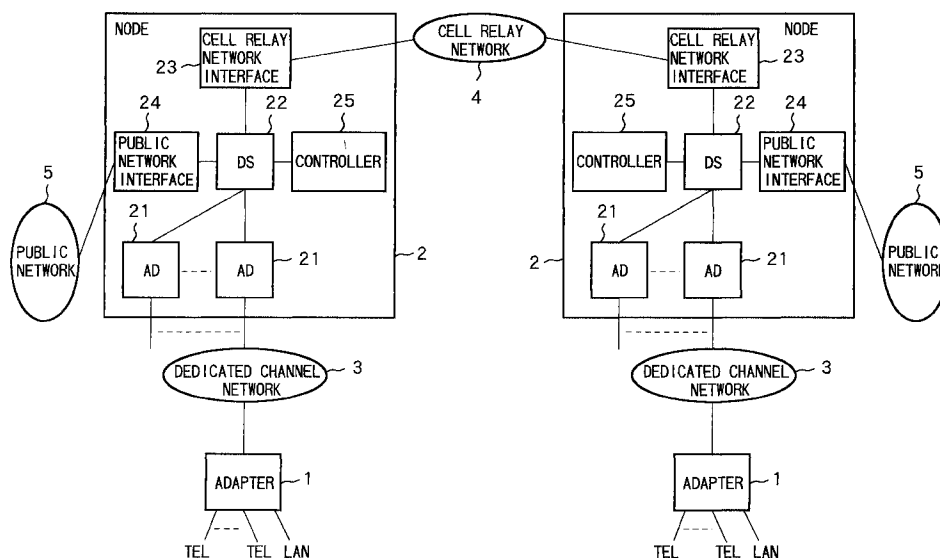 NODE
CELL RELAY
NETWORK
INTERFACE
23
24
22
25
PUBLIC
NETWORK
INTERFACE
DS
CONTROLLER
5
PUBLIC
NETWORK
21
AD
AD
21
2
DEDICATED CHANNEL
NETWORK
3
ADAPTER
1
TEL
TEL
LAN
CELL RELAY
NETWORK
4
NODE
CELL RELAY
NETWORK
INTERFACE
23
25
22
24
CONTROLLER
DS
PUBLIC
NETWORK
INTERFACE
5
PUBLIC
NETWORK
21
AD
AD
21
2
DEDICATED CHANNEL
NETWORK
3
ADAPTER
1
TEL
TEL
LAN